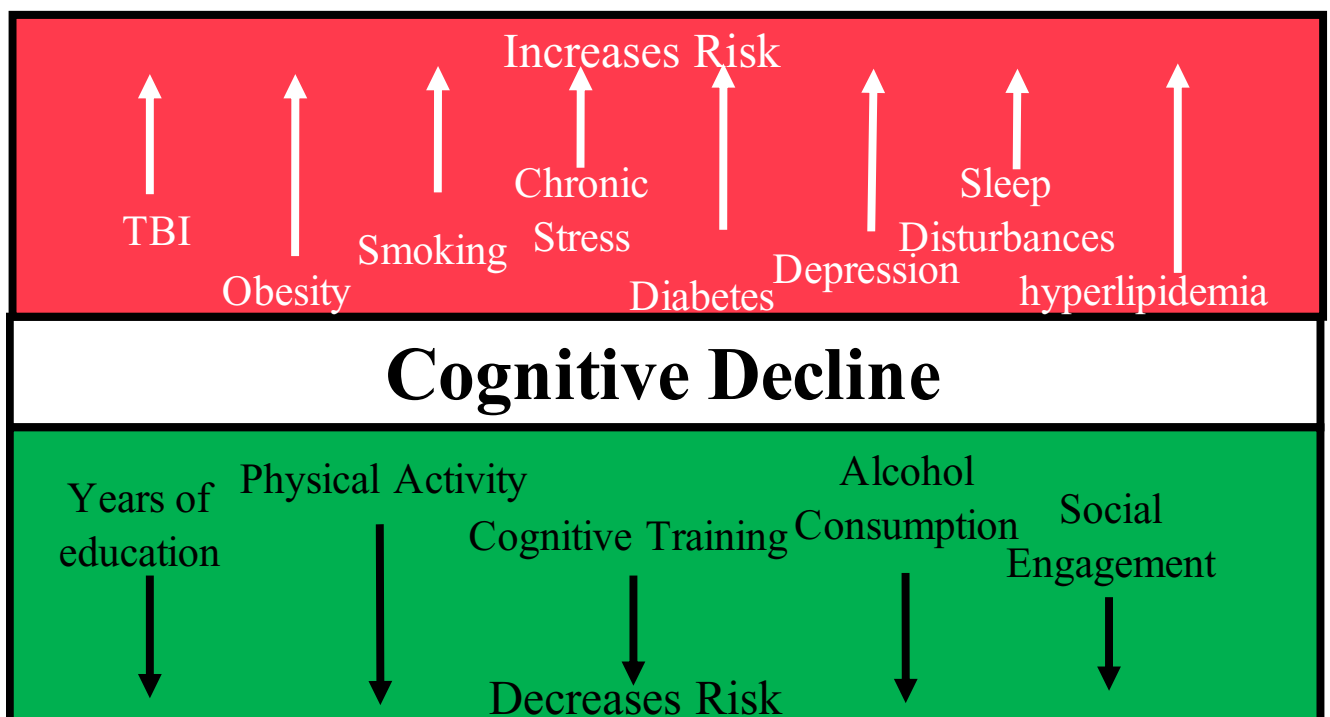 Increases Risk
TBI
Obesity
Smoking
Chronic
Stress
Diabetes
Depression
Sleep
Disturbances
hyperlipidemia
Cognitive Decline
Years of
education
Physical Activity
Cognitive Training
Alcohol
Consumption
Social
Engagement
Decreases Risk